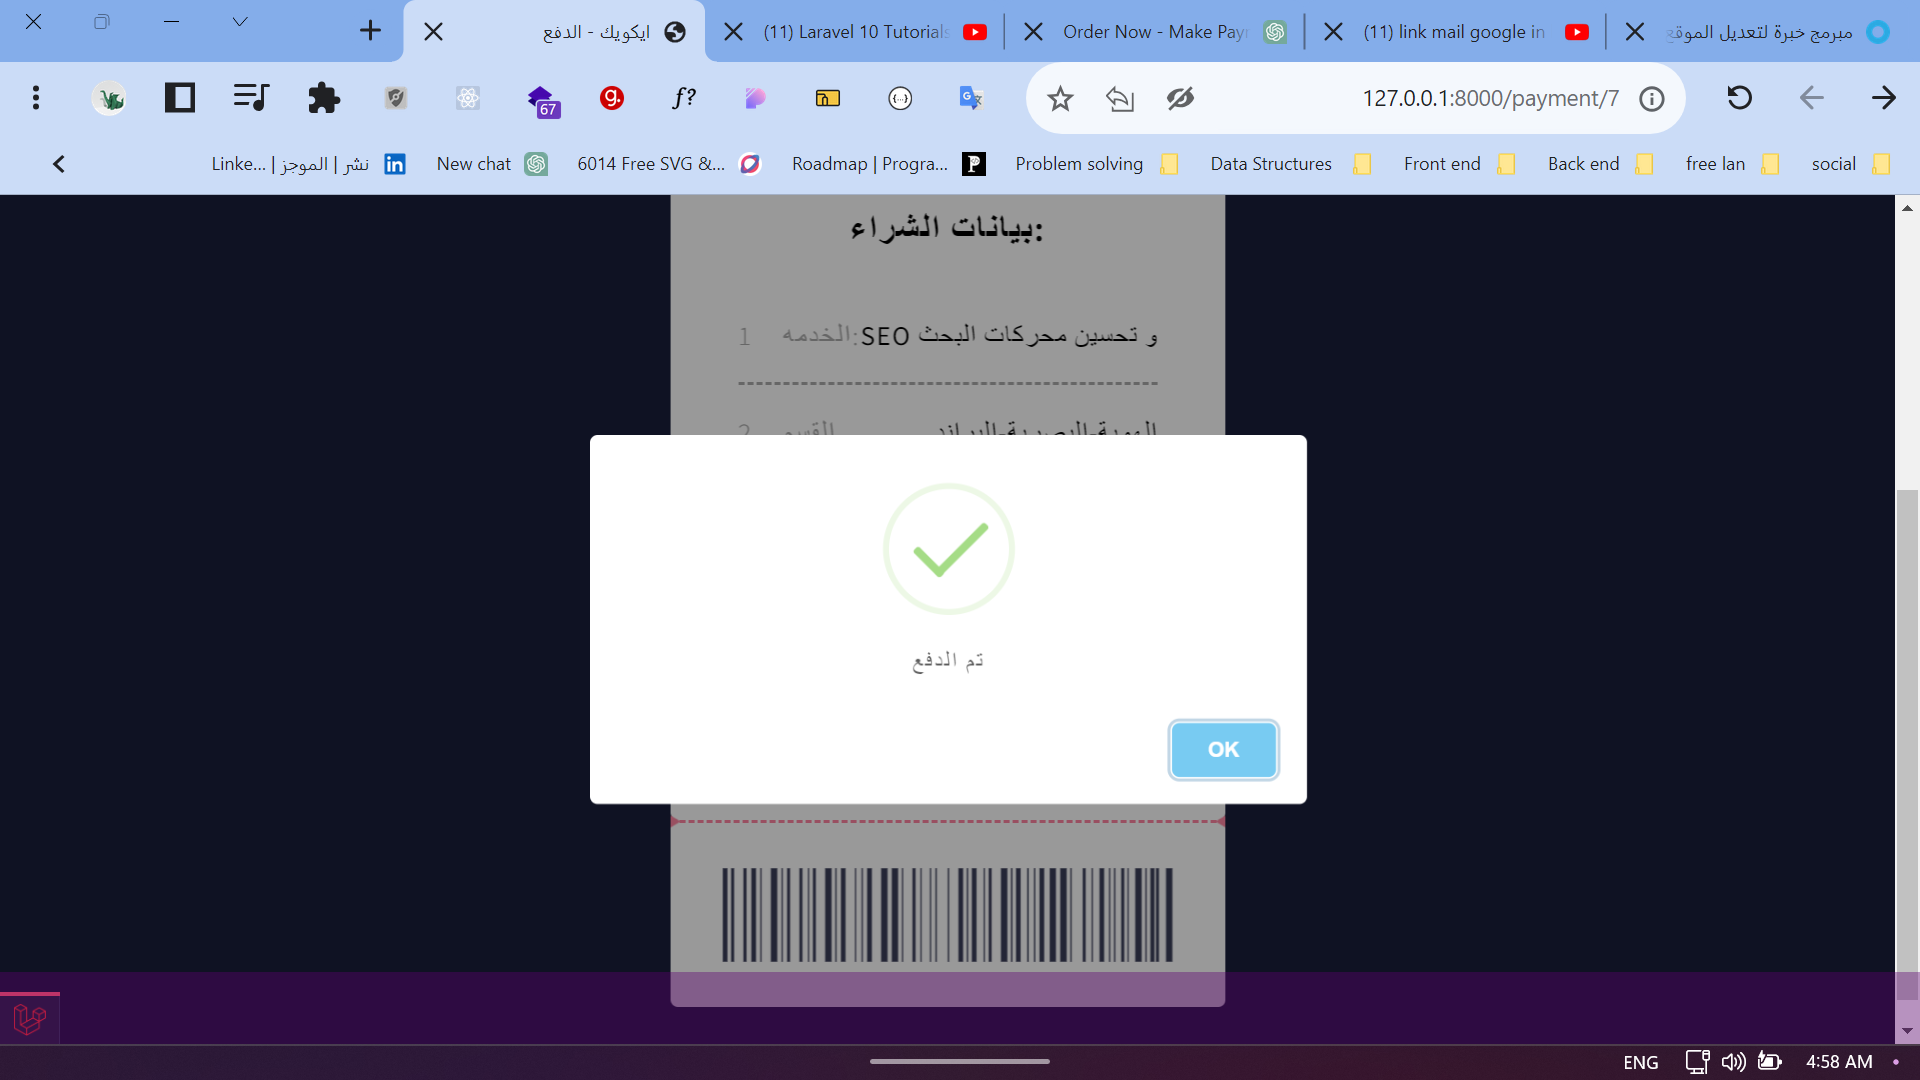 ايكويك - الدفع
(11) Laravel 10 Tutorials
Order Now - Make Payr
(11) link mail google in
مبرمج خبرة لتعديل الموقع
67
g.
f?
127.0.0.1:8000/payment/7
نشر | الموجز | Linke...
New chat
6014 Free SVG &...
Roadmap | Progra...
Problem solving
Data Structures
Front end
Back end
free lan
social
بيانات الشراء:
1 الخدمه: SEO و تحسين محركات البحث
2
تم الدفع
OK
ENG
4:58 AM